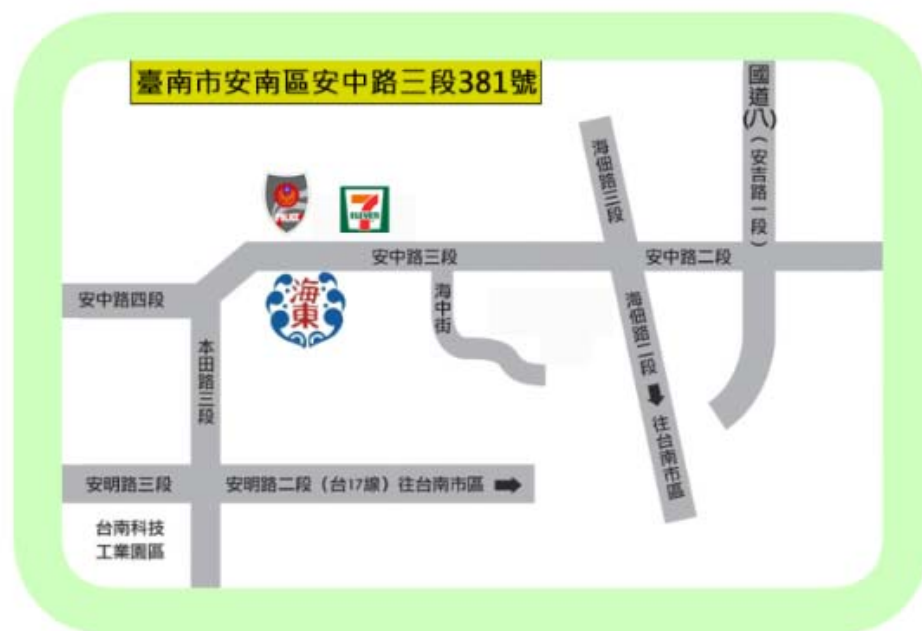 臺南市安南區安中路三段381號
國道(八)(安吉路一段)
海佃路三段
POLICE
7
ELEVEN
安中路三段
安中路二段
海東
安中路四段
海中街
海佃路二段
往台南市區
本田路三段
安明路三段
安明路二段(台17線)往台南市區
台南科技
工業園區